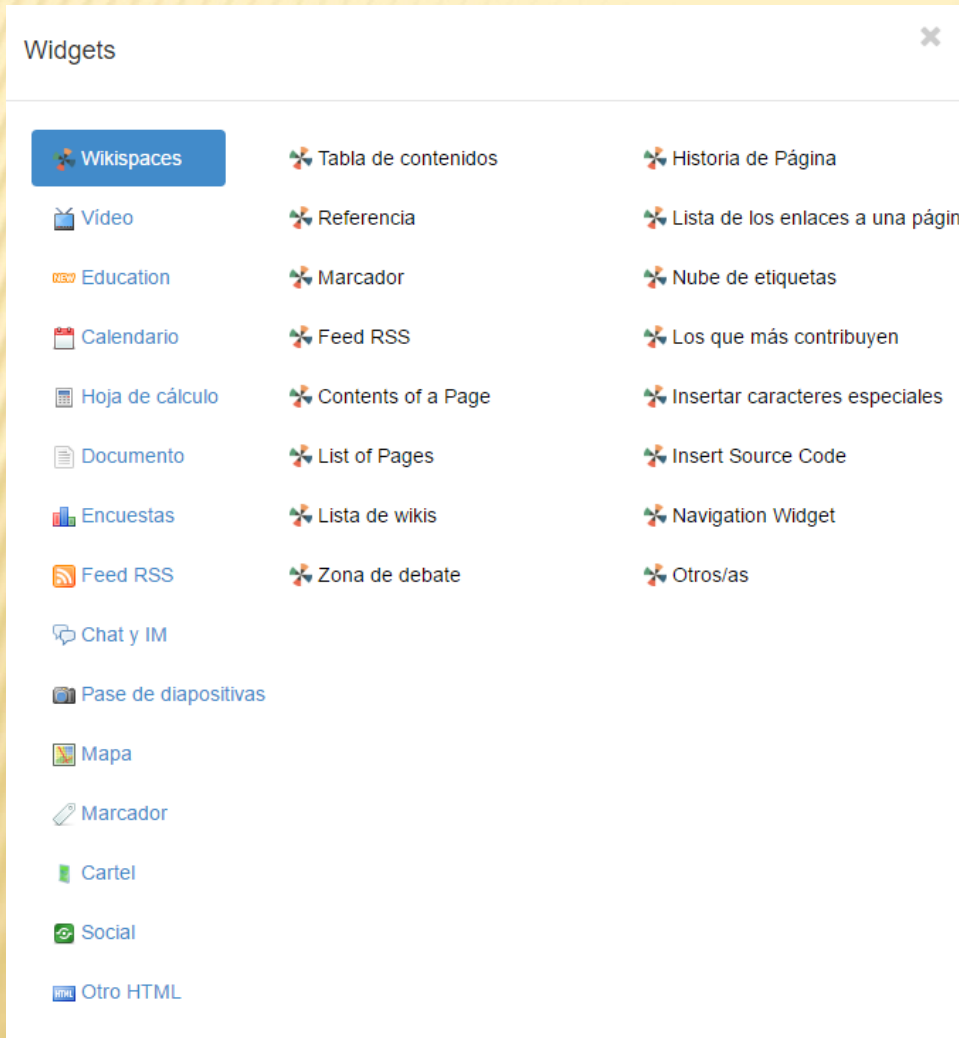 Widgets
Wikispaces Tabla de contenidos Historia de Página
Vídeo Referencia Lista de los enlaces a una págin
NEW Education Marcador Nube de etiquetas
Calendario Feed RSS Los que más contribuyen
Hoja de cálculo Contents of a Page Insertar caracteres especiales
Documento List of Pages Insert Source Code
Encuestas Lista de wikis Navigation Widget
Feed RSS Zona de debate Otros/as
Chat y IM
Pase de diapositivas
Mapa
Marcador
Cartel
Social
HTML Otro HTML